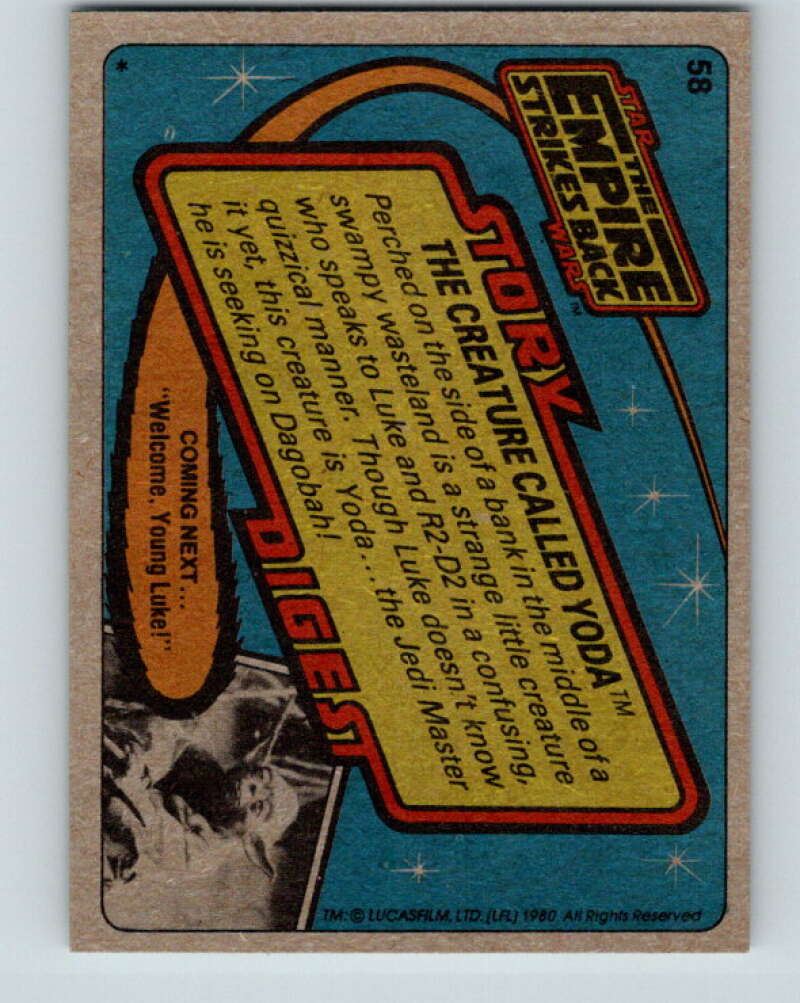 58
STAR
THE
EMPIRE
STRIKES BACK
WARS™
STORY
THE CREATURE CALLED YODA™
Perched on the side of a bank in the middle of a
swampy wasteland is a strange little creature
who speaks to Luke and R2-D2 in a confusing,
quizzical manner. Though Luke doesn't know
it yet, this creature is Yoda... the Jedi Master
he is seeking on Dagobah!
DIGEST
COMING NEXT...
"Welcome, Young Luke!"
*
TM: © LUCASFILM, LTD. (LFL) 1980 All Rights Reserved